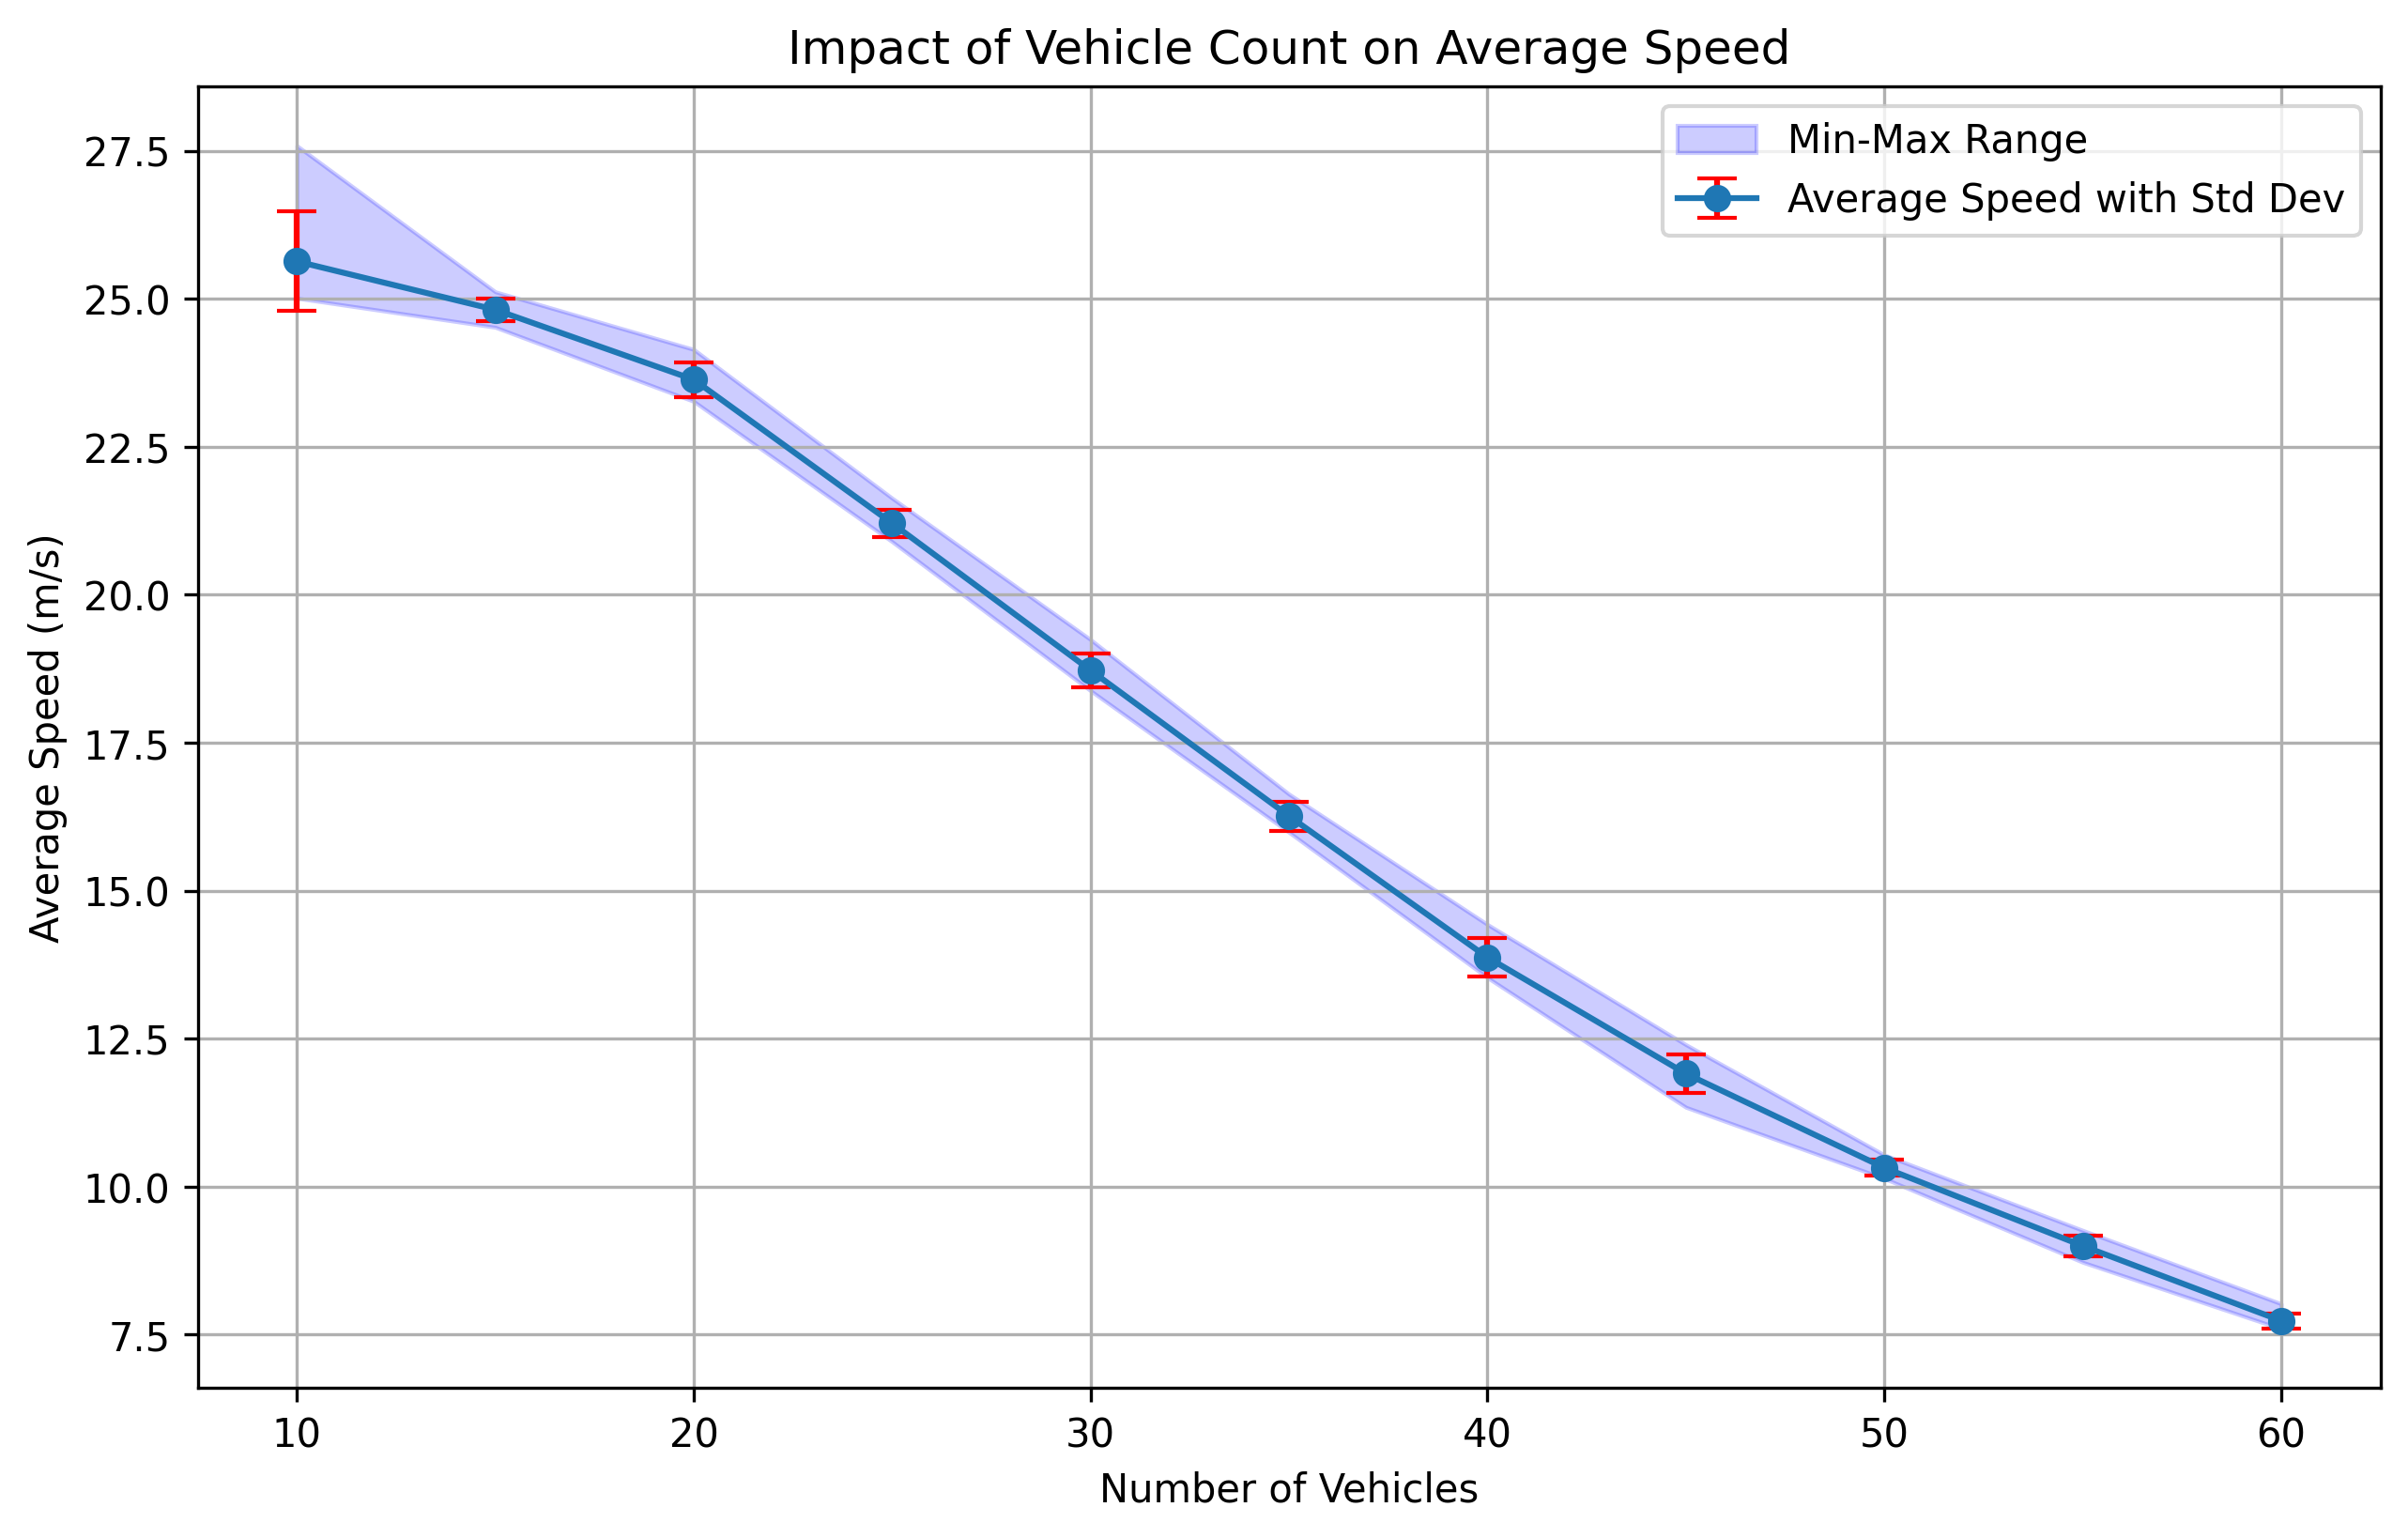 Impact of Vehicle Count on Average Speed
Min-Max Range
Average Speed with Std Dev
Average Speed (m/s)
27.5
25.0
22.5
20.0
17.5
15.0
12.5
10.0
7.5
10 20 30 40 50 60
Number of Vehicles